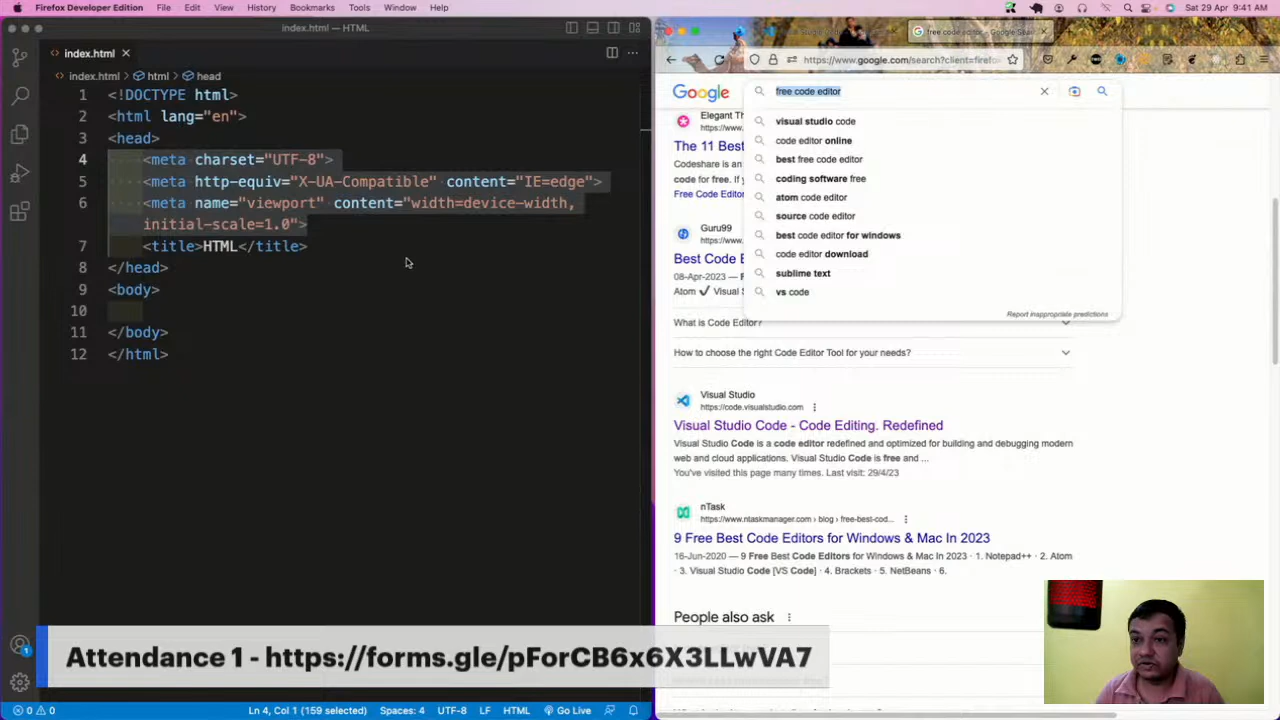 Firefox Developer Edition File Edit View History Bookmarks Tools Window Help
Sat 29 Apr 9:41 AM
index.html — HTML
index.html
index.html > html > head
1 <!DOCTYPE html>
2 <html lang="en">
3 <head>
4 <meta charset="UTF-8">
5 <meta http-equiv="X-UA-Compatible" content="IE=edge">
6 <meta name="viewport" content="width=device-width,
initial-scale=1.0">
7 <title>HTML</title>
8 </head>
9 <body>
10
11 </body>
12 </html>
0 0
Ln 4, Col 1 (159 selected) Spaces: 4 UTF-8 LF HTML Go Live
free code editor - Google Sear
https://www.google.com/search?client=firefo
Google
free code editor
visual studio code
code editor online
best free code editor
coding software free
atom code editor
source code editor
best code editor for windows
code editor download
sublime text
vs code
Report inappropriate predictions
Elegant Th
https://www.
The 11 Best
Codeshare is an
code for free. If y
Free Code Editor
Guru99
https://www.
Best Code E
08-Apr-2023 —
Atom ✔ Visual
What is Code Editor?
How to choose the right Code Editor Tool for your needs?
Visual Studio
https://code.visualstudio.com
Visual Studio Code - Code Editing. Redefined
Visual Studio Code is a code editor redefined and optimized for building and debugging modern
web and cloud applications. Visual Studio Code is free and ...
You've visited this page many times. Last visit: 29/4/23
nTask
https://www.ntaskmanager.com › blog › free-best-cod...
9 Free Best Code Editors for Windows & Mac In 2023
16-Jun-2020 — 9 Free Best Code Editors for Windows & Mac In 2023 · 1. Notepad++ · 2. Atom
· 3. Visual Studio Code [VS Code] · 4. Brackets · 5. NetBeans · 6.
People also ask
Attendance 1 - https://forms.gle/pForCB6x6X3LLwVA7